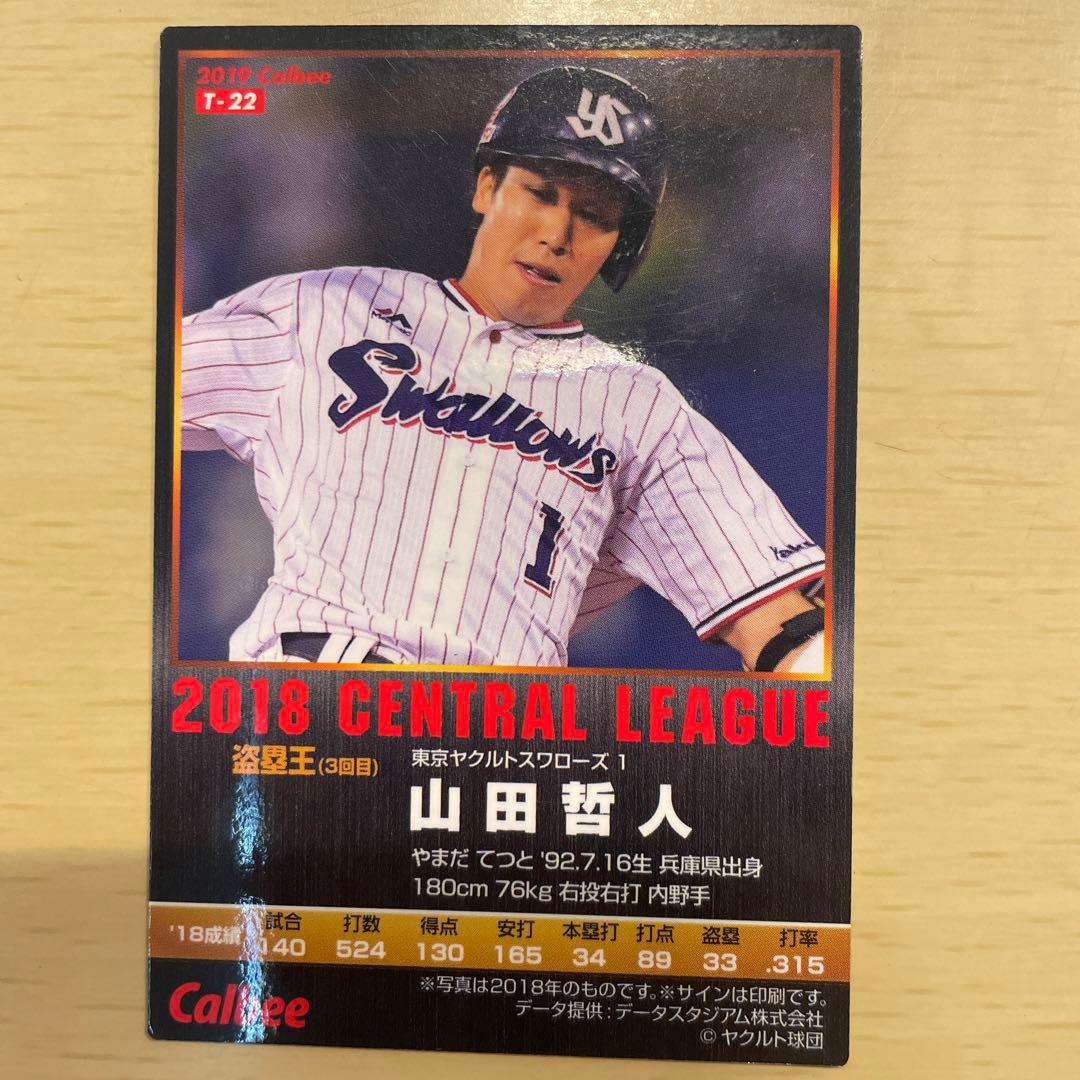 2019 Calbee
T-22
YS
Swallows
1
2018 CENTRAL LEAGUE
盗塁王(3回目)
東京ヤクルトスワローズ 1
山田哲人
やまだ てつと '92.7.16生 兵庫県出身
180cm 76kg 右投右打 内野手
'18成績 試合 打数 得点 安打 本塁打 打点 盗塁 打率
140 524 130 165 34 89 33 .315
※写真は2018年のものです。※サインは印刷です。
データ提供:データスタジアム株式会社
Calbee
©ヤクルト球団